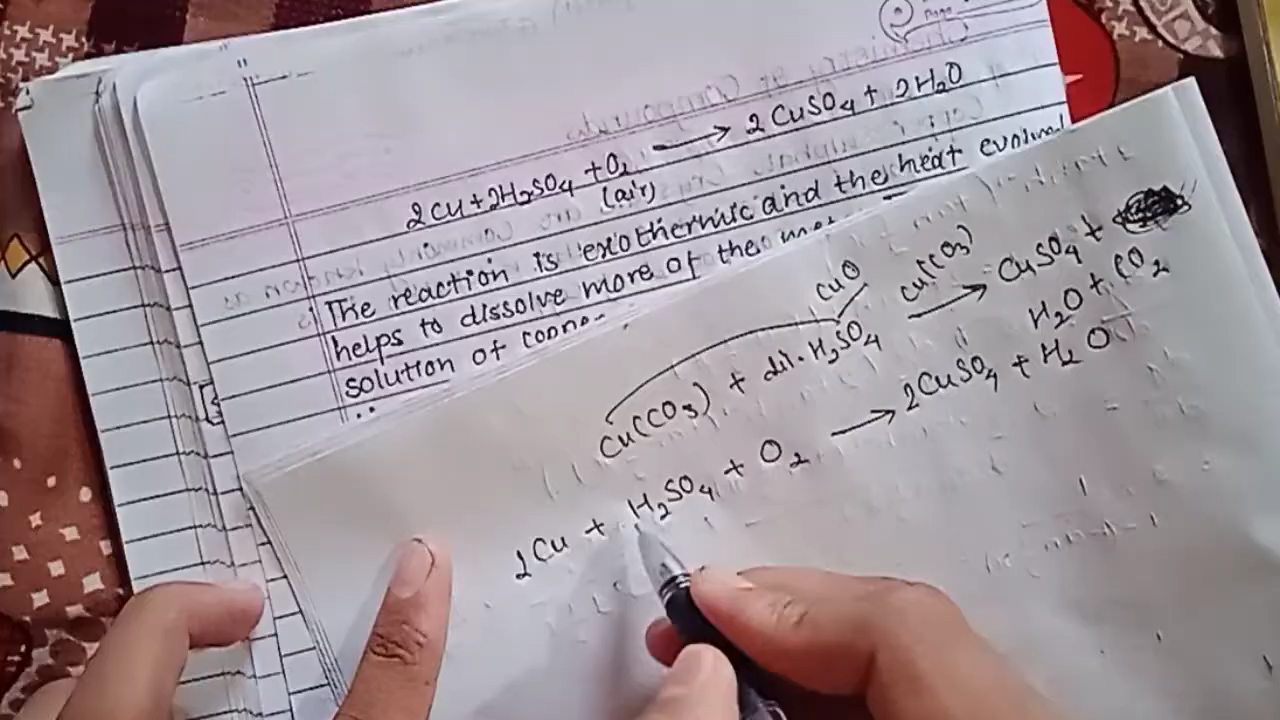 Page
2Cu+2H2SO4 +O2 → 2CuSO4+ 2H2O
(air)
The reaction is exothermic and the heat evolved
helps to dissolve more of the
solution of
CuO
Cu(CO3)
Cu(CO3) + dil. H2SO4 → CuSO4 +
H2O + CO2
2Cu + H2SO4 + O2 → 2CuSO4 + H2O